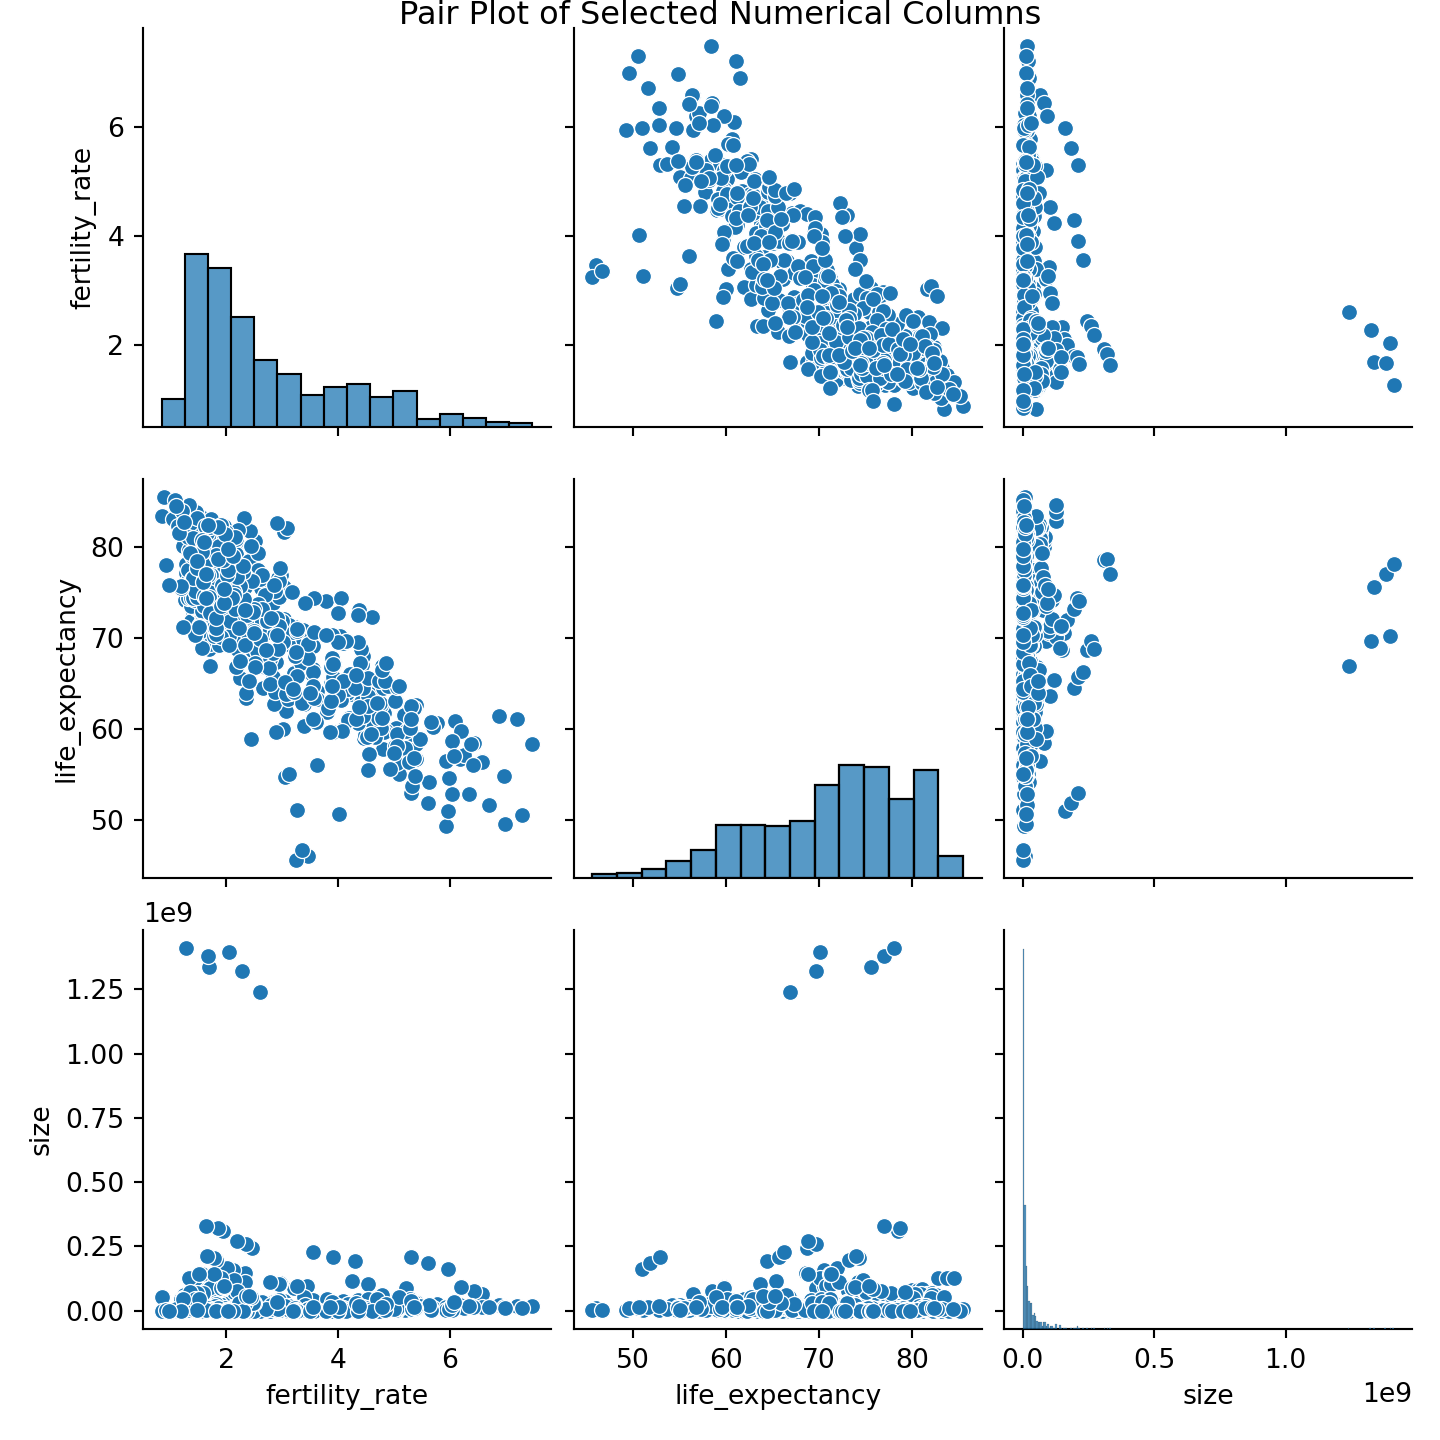 Pair Plot of Selected Numerical Columns
fertility_rate
6
4
2
life_expectancy
80
70
60
50
1e9
size
1.25
1.00
0.75
0.50
0.25
0.00
2 4 6
50 60 70 80
0.0 0.5 1.0
fertility_rate
life_expectancy
size
1e9